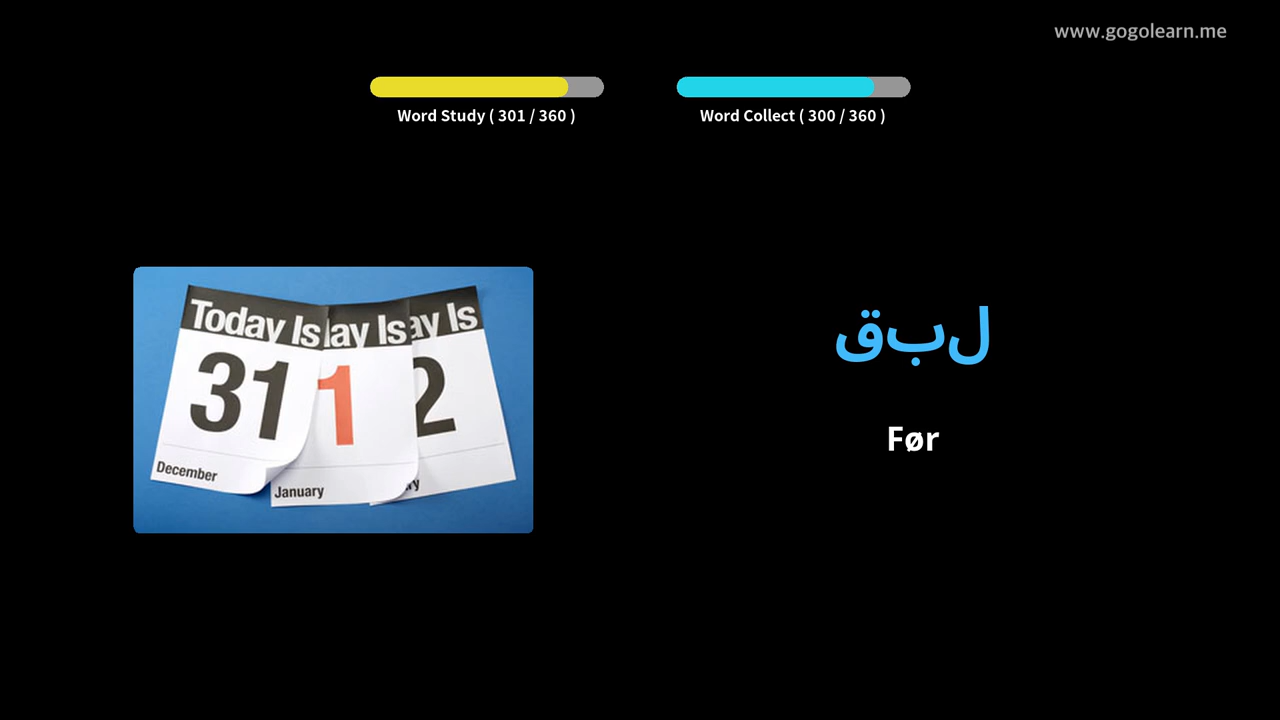 www.gogolearn.me
Word Study ( 301 / 360 )
Word Collect ( 300 / 360 )
Today Is
31
December
ay Is
1
January
ay Is
2
ry
قبل
Før